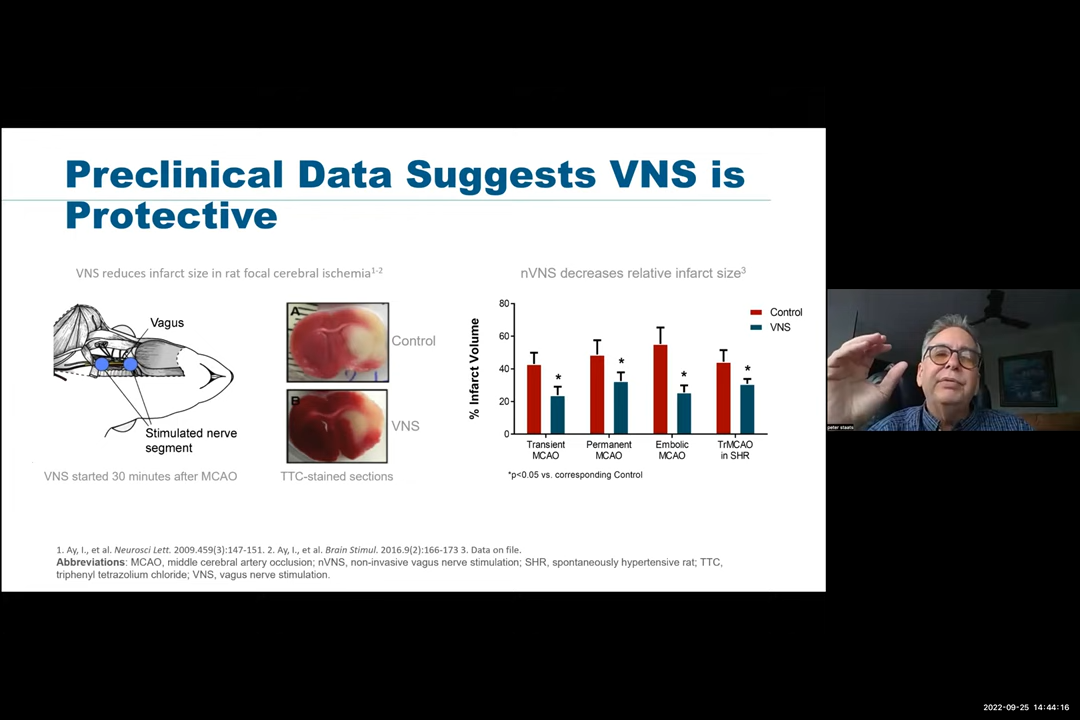 Preclinical Data Suggests VNS is
Protective
VNS reduces infarct size in rat focal cerebral ischemia1-2
Vagus
Stimulated nerve
segment
VNS started 30 minutes after MCAO
A
Control
B
VNS
TTC-stained sections
nVNS decreases relative infarct size3
% Infarct Volume
80
60
40
20
0
Control
VNS
*
*
*
*
Transient
MCAO
Permanent
MCAO
Embolic
MCAO
TrMCAO
in SHR
*p<0.05 vs. corresponding Control
1. Ay, I., et al. Neurosci Lett. 2009.459(3):147-151. 2. Ay, I., et al. Brain Stimul. 2016.9(2):166-173 3. Data on file.
Abbreviations: MCAO, middle cerebral artery occlusion; nVNS, non-invasive vagus nerve stimulation; SHR, spontaneously hypertensive rat; TTC,
triphenyl tetrazolium chloride; VNS, vagus nerve stimulation.
peter staats
2022-09-25 14:44:16